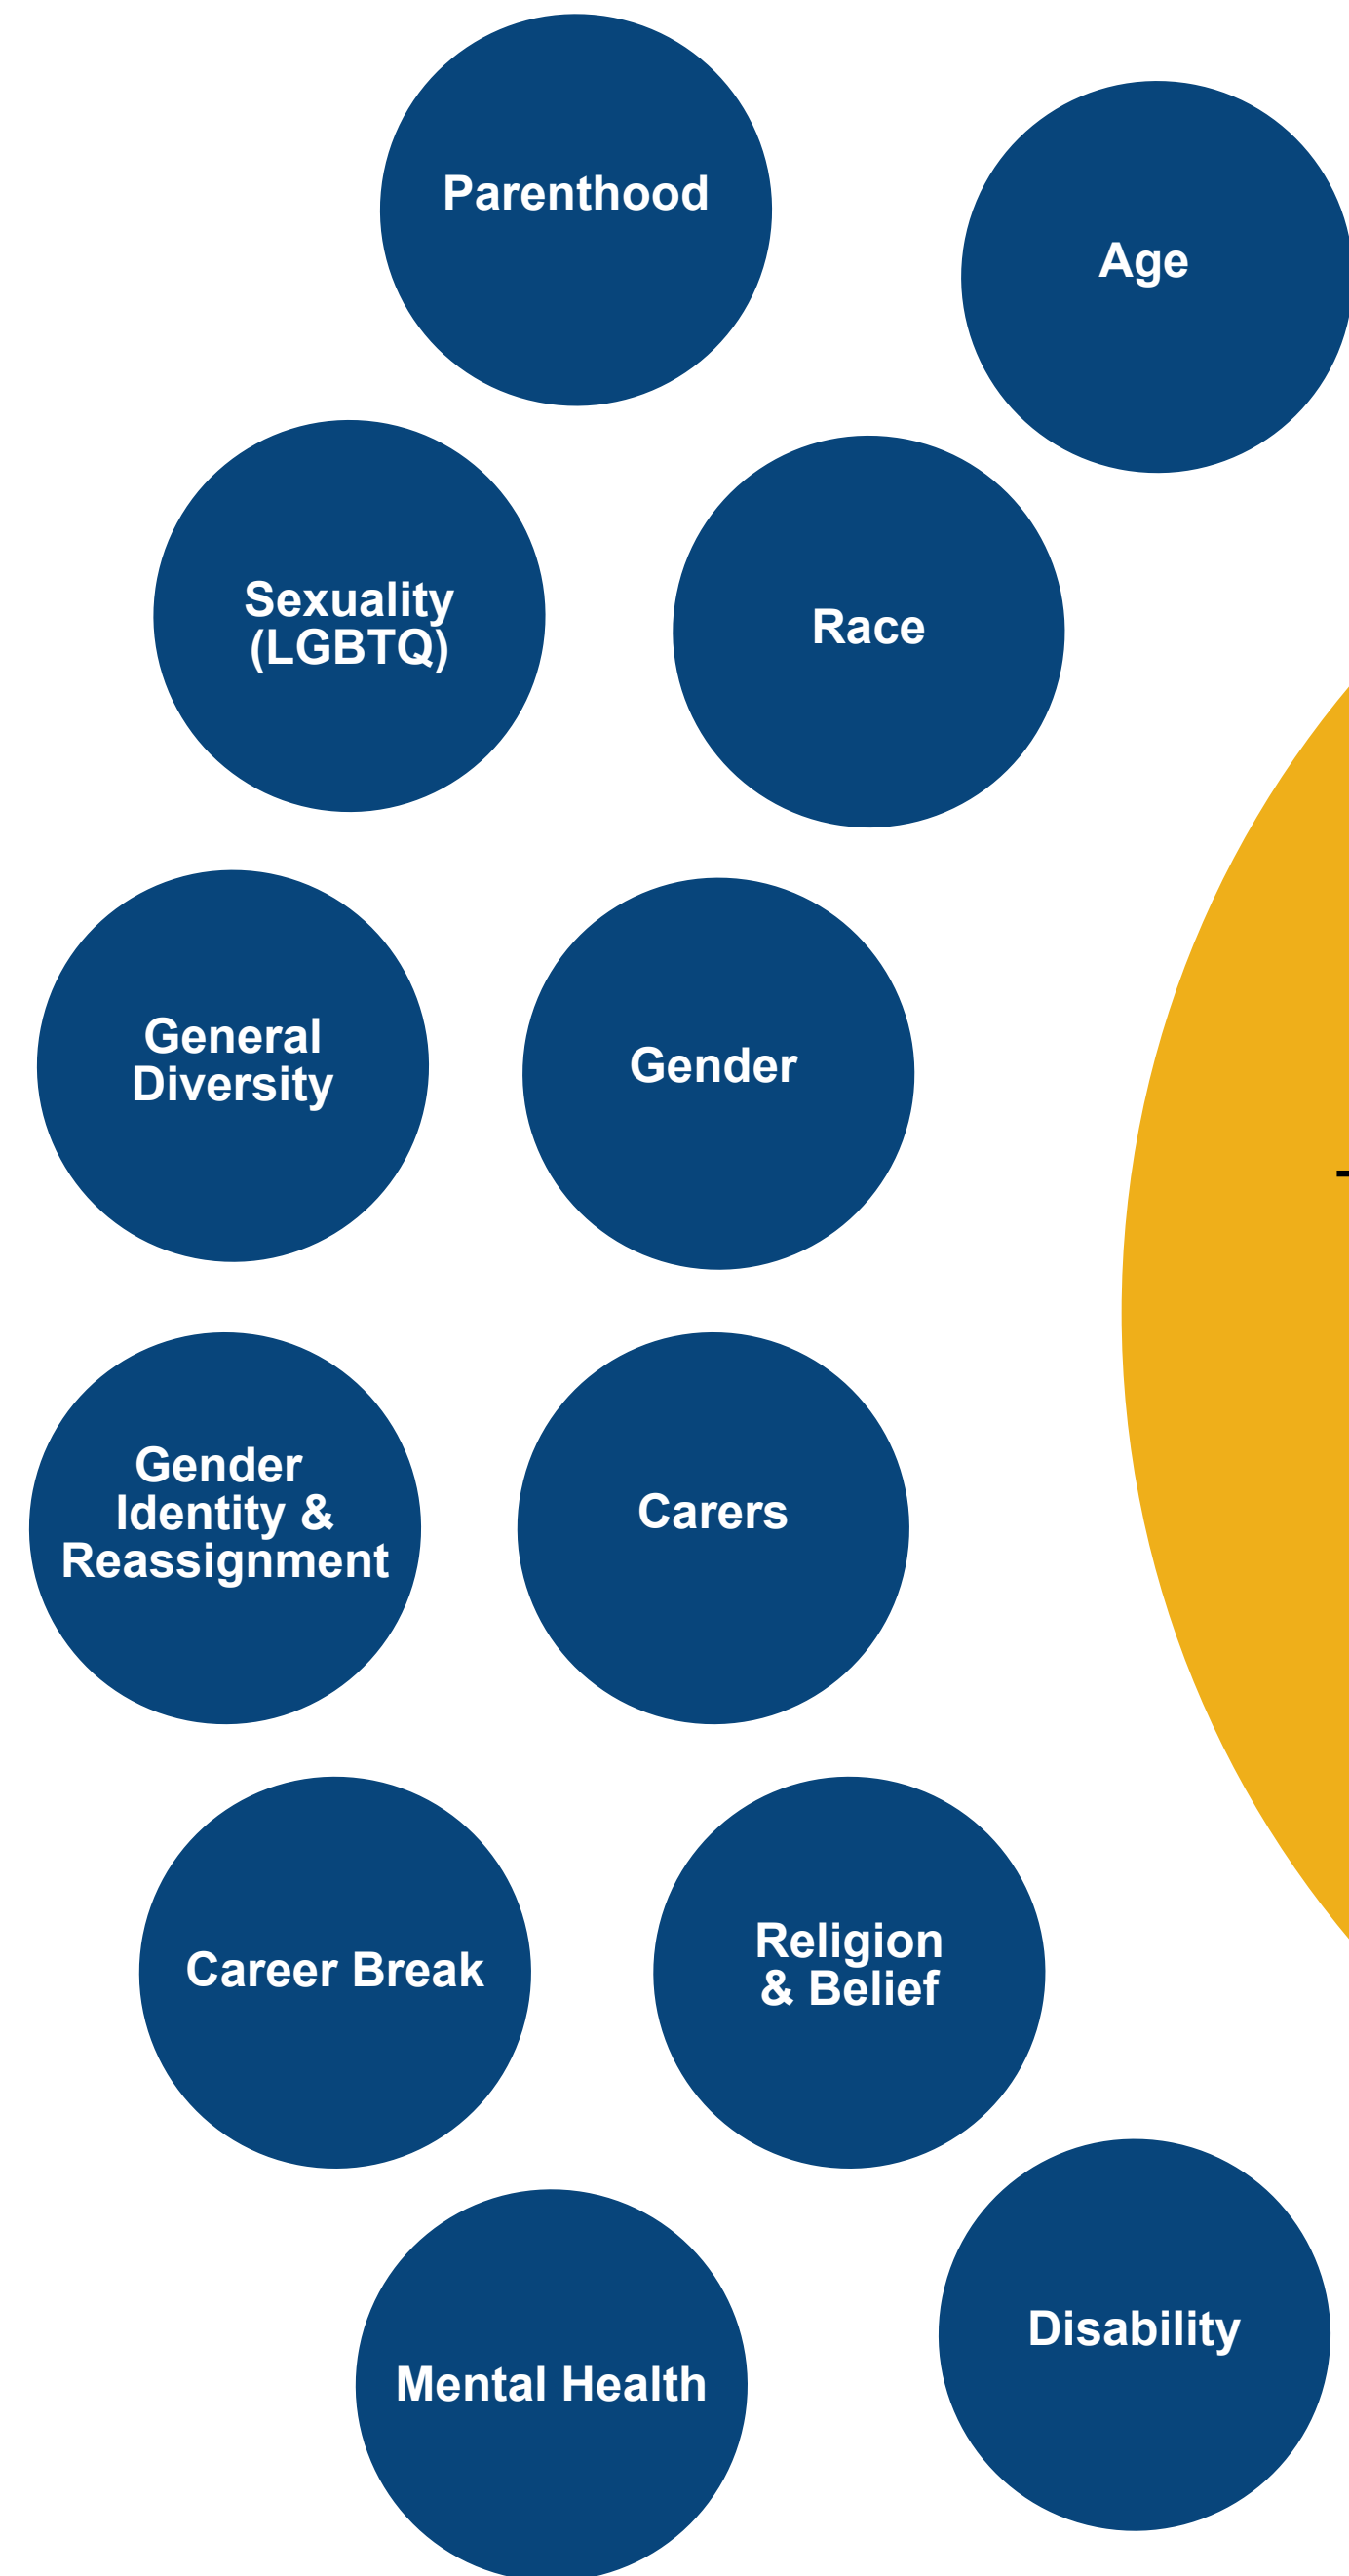 Parenthood
Age
Sexuality
(LGBTQ)
Race
General
Diversity
Gender
Gender
Identity &
Reassignment
Carers
Career Break
Religion
& Belief
Disability
Mental Health